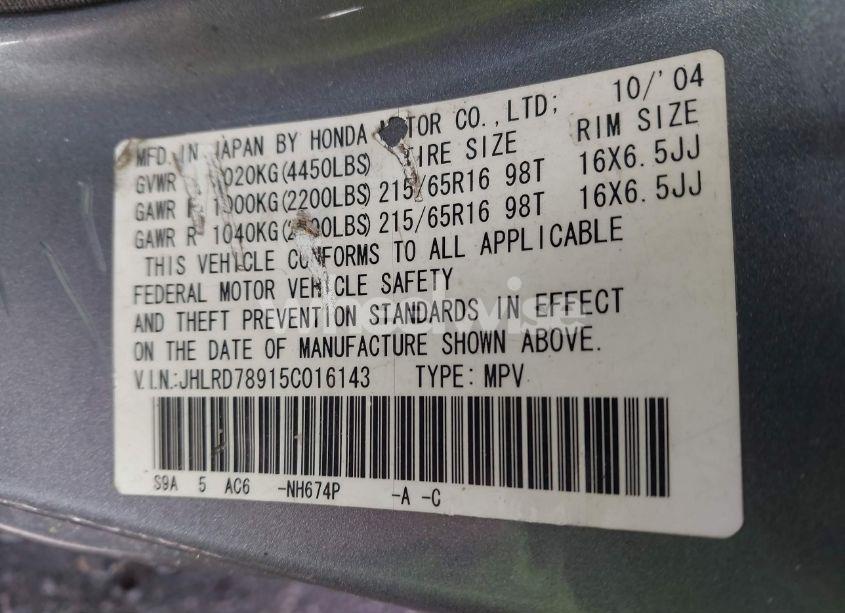 10/'04
MFD. IN JAPAN BY HONDA MOTOR CO., LTD;
GVWR 2020KG(4450LBS) TIRE SIZE RIM SIZE
GAWR F 1000KG(2200LBS) 215/65R16 98T 16X6.5JJ
GAWR R 1040KG(2300LBS) 215/65R16 98T 16X6.5JJ
THIS VEHICLE CONFORMS TO ALL APPLICABLE
FEDERAL MOTOR VEHICLE SAFETY
AND THEFT PREVENTION STANDARDS IN EFFECT
ON THE DATE OF MANUFACTURE SHOWN ABOVE.
V.I.N.:JHLRD78915C016143 TYPE: MPV
S9A 5 AC6 -NH674P -A -C